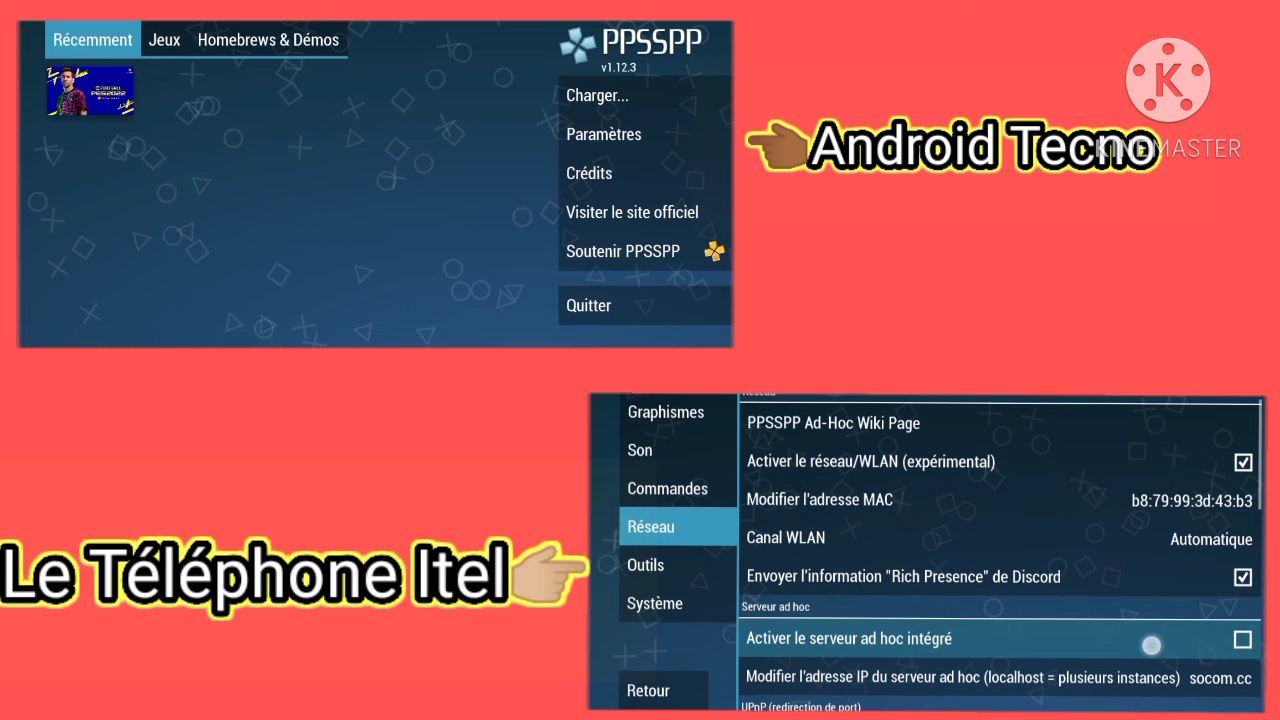 Récemment Jeux Homebrews & Démos
PPSSPP
v1.12.3
PES2022
Charger...
Paramètres
Crédits
Visiter le site officiel
Soutenir PPSSPP
Quitter
K
KINEMASTER
Android Tecno
Le Téléphone Itel
Graphismes
Son
Commandes
Réseau
Outils
Système
Retour
Réseau
PPSSPP Ad-Hoc Wiki Page
Activer le réseau/WLAN (expérimental)
Modifier l'adresse MAC b8:79:99:3d:43:b3
Canal WLAN Automatique
Envoyer l'information "Rich Presence" de Discord
Serveur ad hoc
Activer le serveur ad hoc intégré
Modifier l'adresse IP du serveur ad hoc (localhost = plusieurs instances) socom.cc
UPnP (redirection de port)